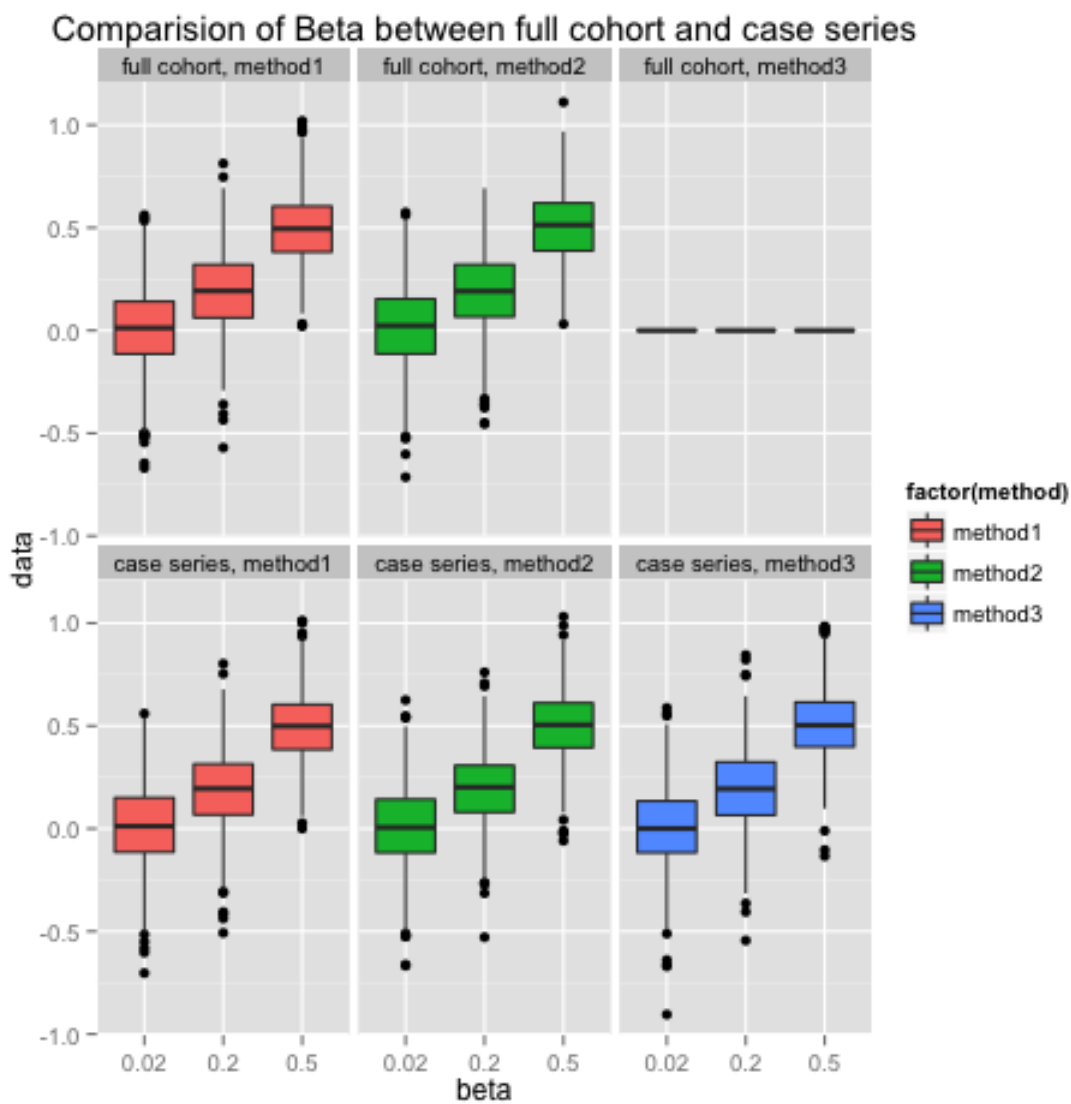 Comparision of Beta between full cohort and case series
full cohort, method1
full cohort, method2
full cohort, method3
1.0
0.5
0.0
-0.5
-1.0
data
case series, method1
case series, method2
case series, method3
1.0
0.5
0.0
-0.5
-1.0
0.02 0.2 0.5
0.02 0.2 0.5
0.02 0.2 0.5
beta
factor(method)
method1
method2
method3